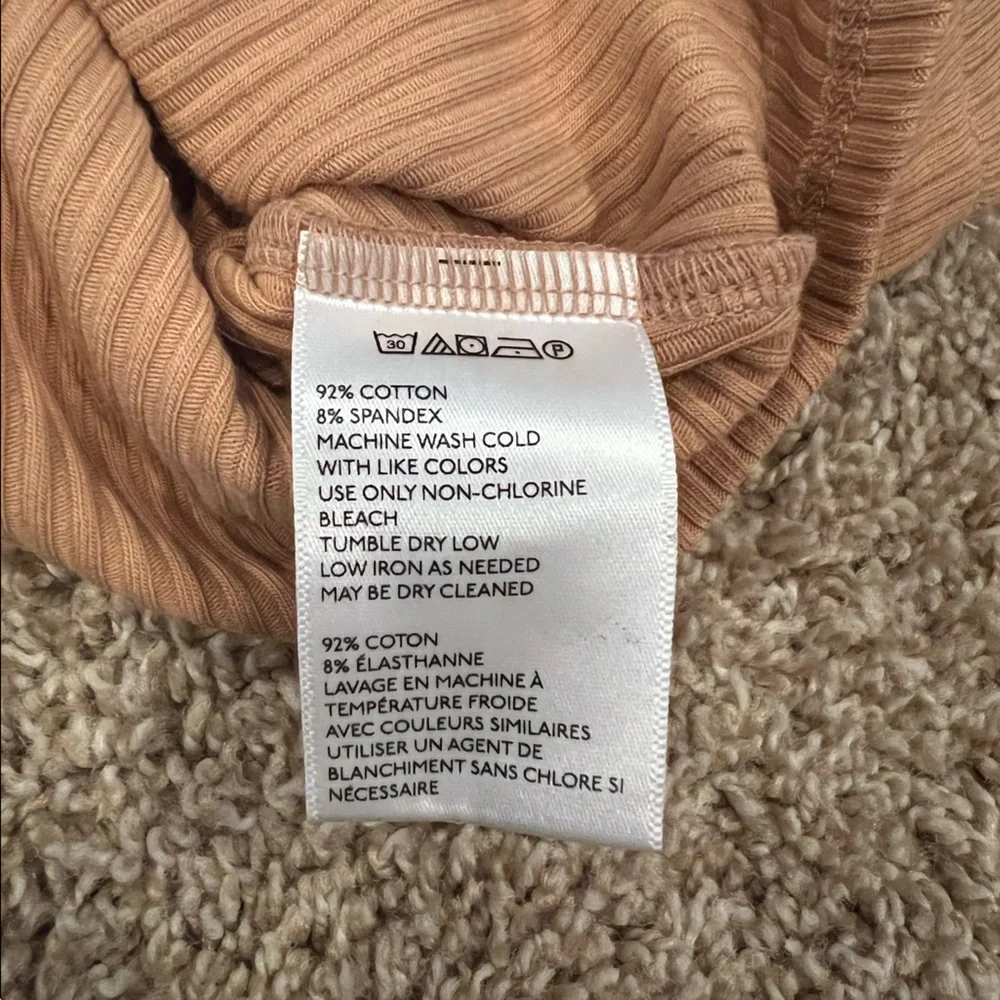 30 P
92% COTTON
8% SPANDEX
MACHINE WASH COLD
WITH LIKE COLORS
USE ONLY NON-CHLORINE
BLEACH
TUMBLE DRY LOW
LOW IRON AS NEEDED
MAY BE DRY CLEANED
92% COTON
8% ÉLASTHANNE
LAVAGE EN MACHINE À
TEMPÉRATURE FROIDE
AVEC COULEURS SIMILAIRES
UTILISER UN AGENT DE
BLANCHIMENT SANS CHLORE SI
NÉCESSAIRE